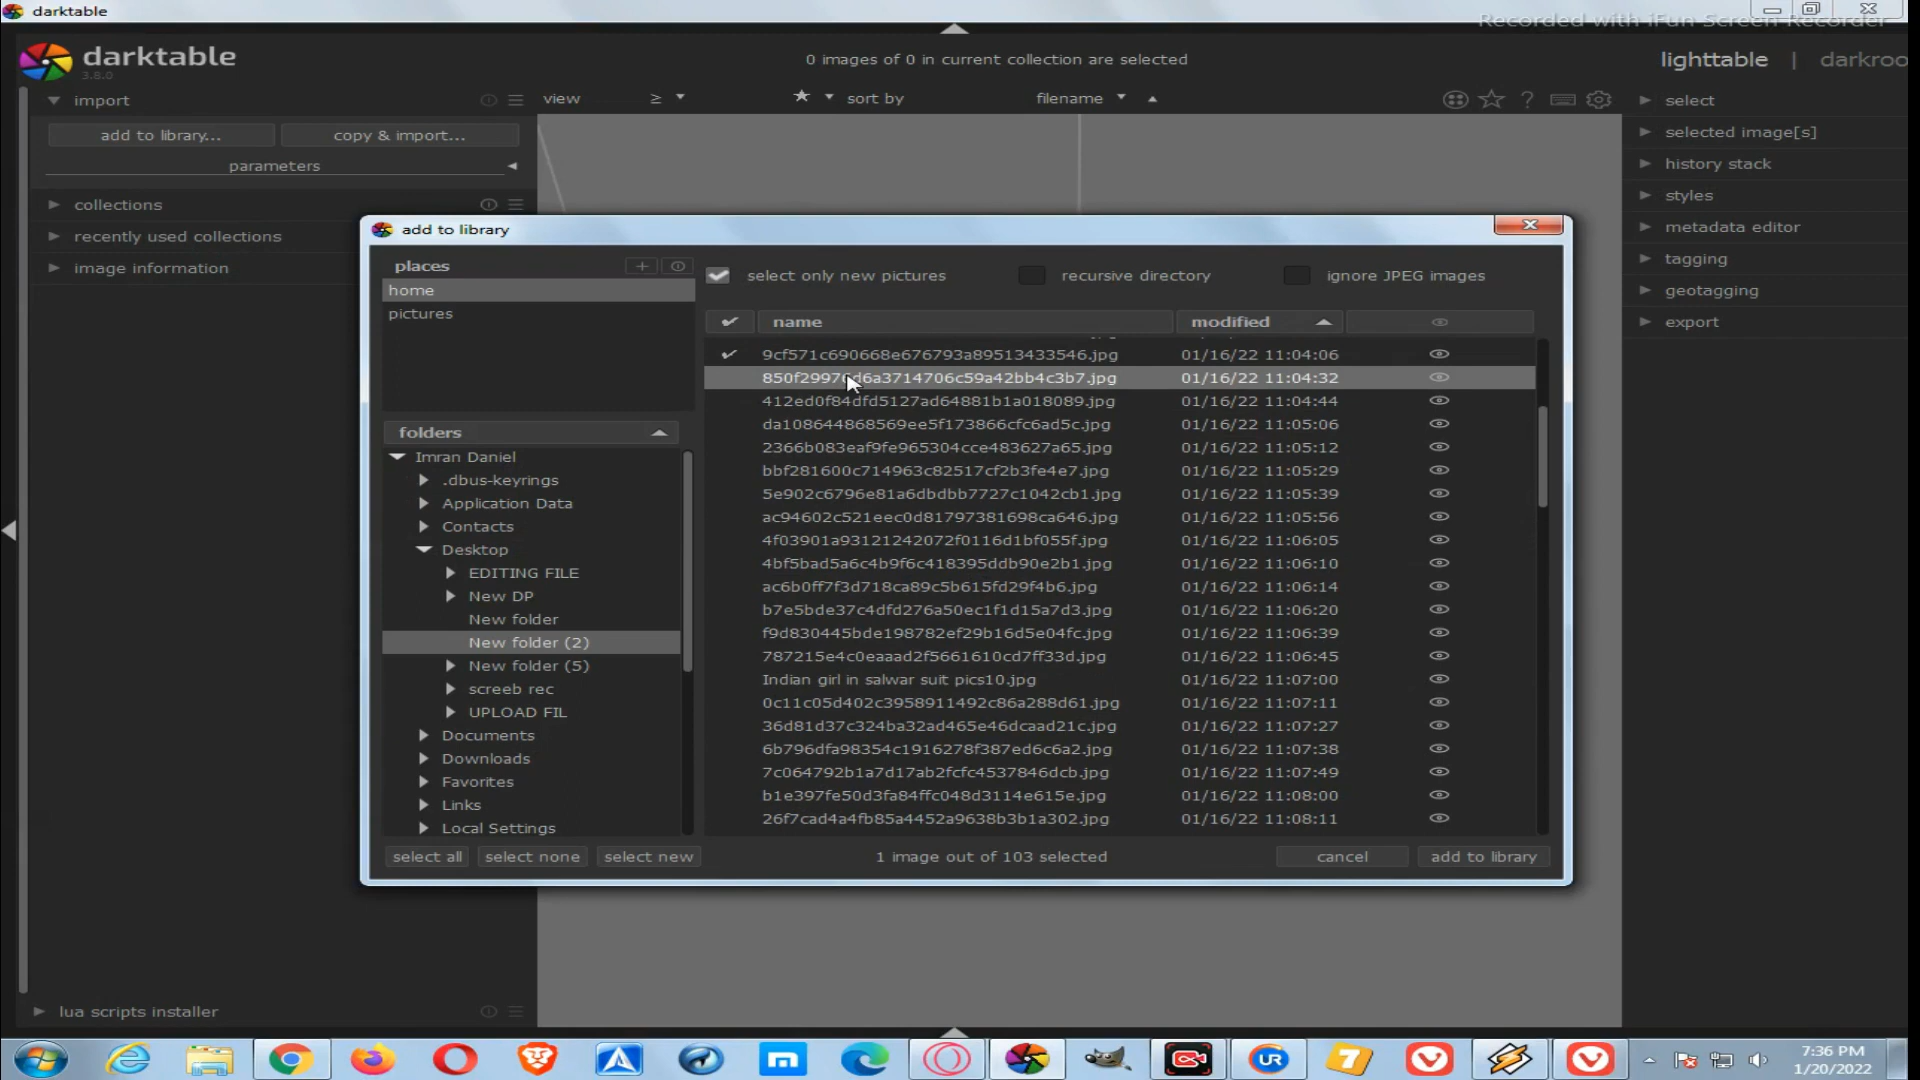 darktable
Recorded with iFun Screen Recorder
darktable
3.8.0
0 images of 0 in current collection are selected
lighttable | darkroo
import
view ≥ ★ sort by filename
select
add to library... copy & import...
selected image[s]
parameters
history stack
collections
styles
recently used collections
metadata editor
image information
tagging
geotagging
export
add to library
places
home
pictures
select only new pictures recursive directory ignore JPEG images
name modified
9cf571c690668e676793a89513433546.jpg 01/16/22 11:04:06
850f2997 d6a3714706c59a42bb4c3b7.jpg 01/16/22 11:04:32
412ed0f84dfd5127ad64881b1a018089.jpg 01/16/22 11:04:44
da108644868569ee5f173866cfc6ad5c.jpg 01/16/22 11:05:06
2366b083eaf9fe965304cce483627a65.jpg 01/16/22 11:05:12
bbf281600c714963c82517cf2b3fe4e7.jpg 01/16/22 11:05:29
5e902c6796e81a6dbdbb7727c1042cb1.jpg 01/16/22 11:05:39
ac94602c521eec0d81797381698ca646.jpg 01/16/22 11:05:56
4f03901a93121242072f0116d1bf055f.jpg 01/16/22 11:06:05
4bf5bad5a6c4b9f6c418395ddb90e2b1.jpg 01/16/22 11:06:10
ac6b0ff7f3d718ca89c5b615fd29f4b6.jpg 01/16/22 11:06:14
b7e5bde37c4dfd276a50ec1f1d15a7d3.jpg 01/16/22 11:06:20
f9d830445bde198782ef29b16d5e04fc.jpg 01/16/22 11:06:39
787215e4c0eaaad2f5661610cd7ff33d.jpg 01/16/22 11:06:45
Indian girl in salwar suit pics10.jpg 01/16/22 11:07:00
0c11c05d402c3958911492c86a288d61.jpg 01/16/22 11:07:11
36d81d37c324ba32ad465e46dcaad21c.jpg 01/16/22 11:07:27
6b796dfa98354c1916278f387ed6c6a2.jpg 01/16/22 11:07:38
7c064792b1a7d17ab2fcfc4537846dcb.jpg 01/16/22 11:07:49
b1e397fe50d3fa84ffc048d3114e615e.jpg 01/16/22 11:08:00
26f7cad4a4fb85a4452a9638b3b1a302.jpg 01/16/22 11:08:11
folders
Imran Daniel
.dbus-keyrings
Application Data
Contacts
Desktop
EDITING FILE
New DP
New folder
New folder (2)
New folder (5)
screeb rec
UPLOAD FIL
Documents
Downloads
Favorites
Links
Local Settings
select all select none select new 1 image out of 103 selected cancel add to library
lua scripts installer
UR
7:36 PM
1/20/2022